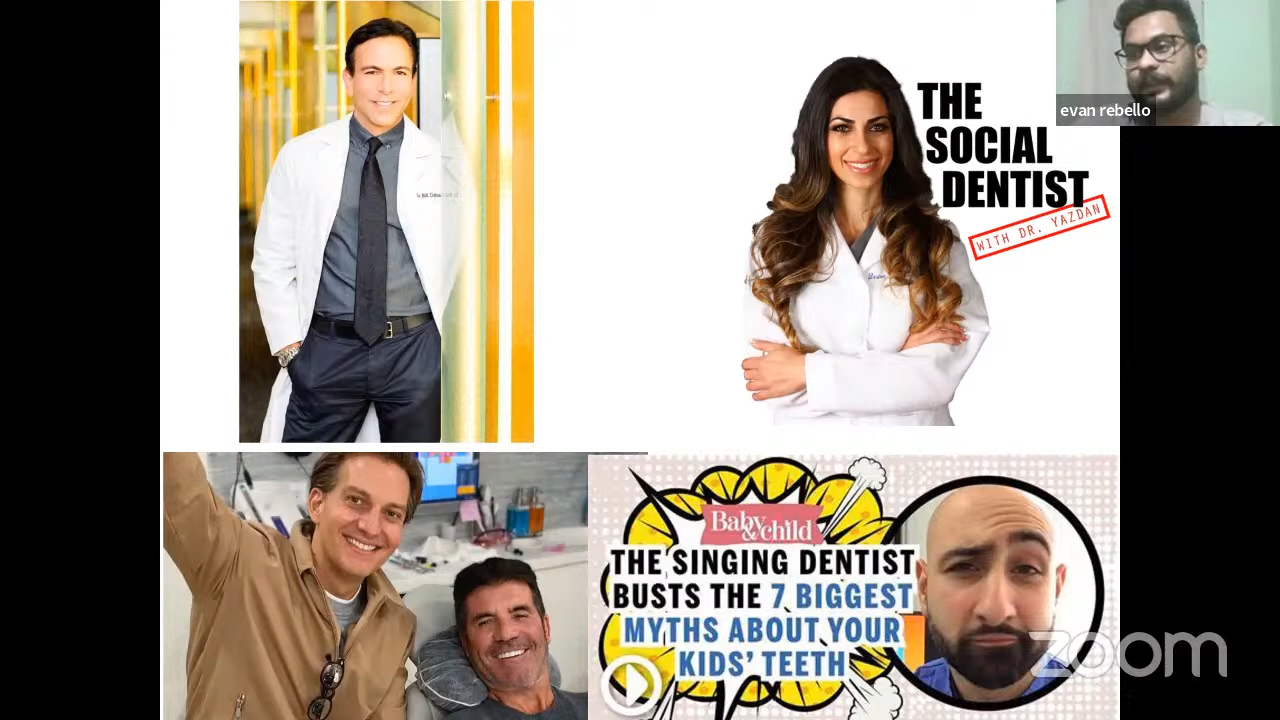 THE
SOCIAL
DENTIST
WITH DR. YAZDAN
evan rebello
Baby
&child
THE SINGING DENTIST
BUSTS THE 7 BIGGEST
MYTHS ABOUT YOUR
KIDS' TEETH
zoom